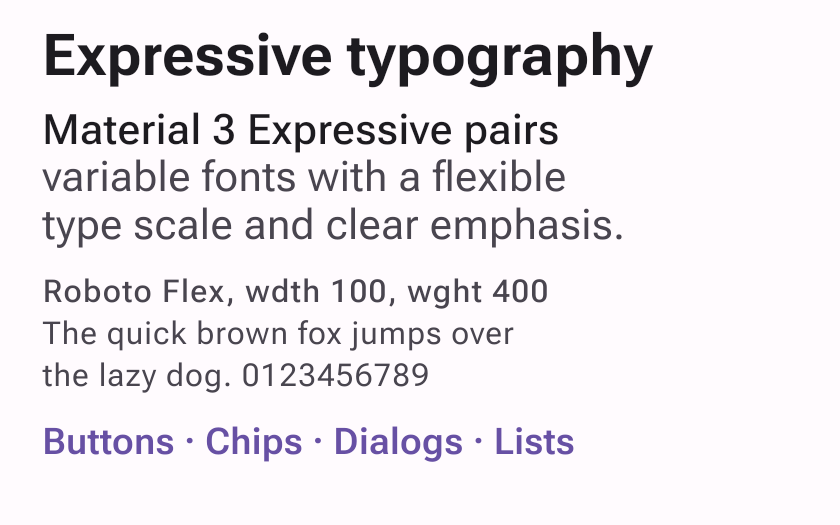 Expressive typography
Material 3 Expressive pairs
variable fonts with a flexible
type scale and clear emphasis.
Roboto Flex, wdth 100, wght 400
The quick brown fox jumps over
the lazy dog. 0123456789
Buttons · Chips · Dialogs · Lists